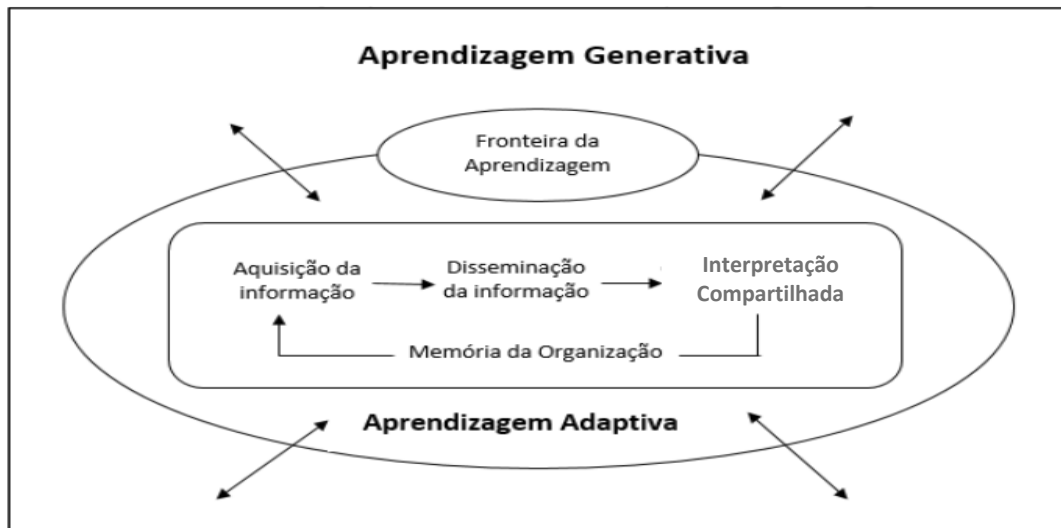 Aprendizagem Generativa
Fronteira da
Aprendizagem
Aquisição da
informação
Disseminação
da informação
Interpretação
Compartilhada
Memória da Organização
Aprendizagem Adaptiva